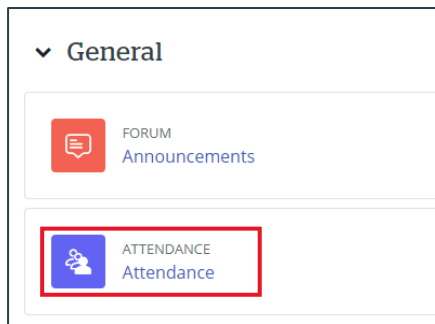 General
FORUM
Announcements
ATTENDANCE
Attendance